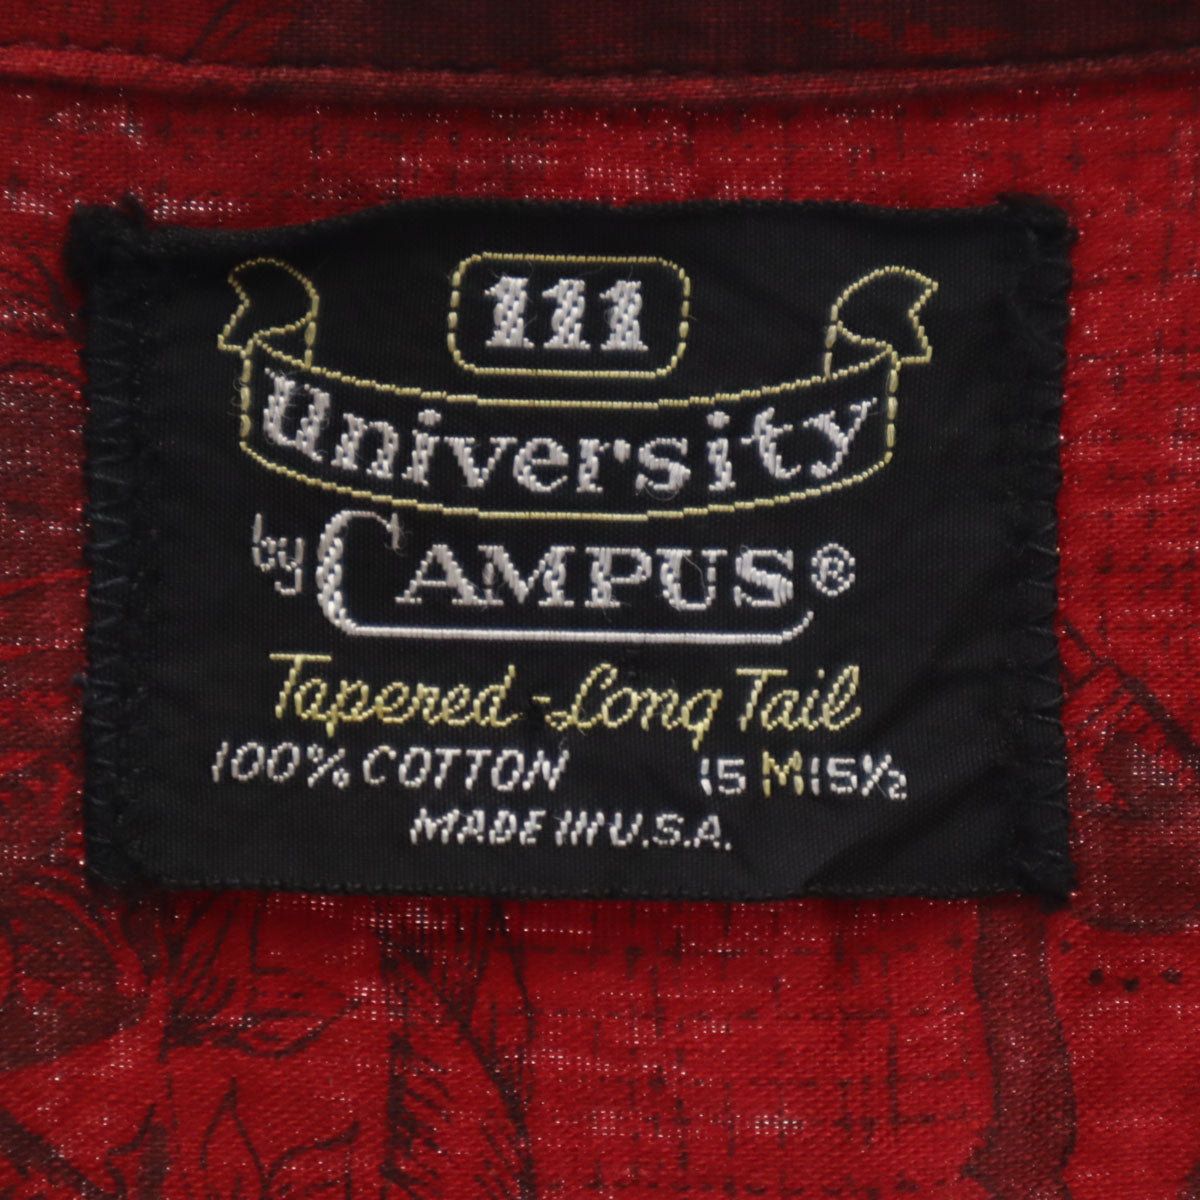 111
University
by CAMPUS®
Tapered-Long Tail
100% COTTON 15 M 15½
MADE IN U.S.A.